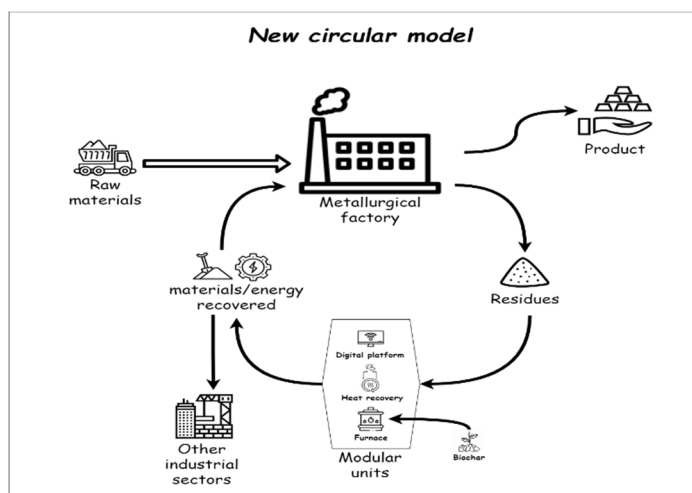 New circular model
Raw
materials
Metallurgical
factory
Product
Residues
materials/energy
recovered
Digital platform
Heat recovery
Furnace
Modular
units
Biochar
Other
industrial
sectors